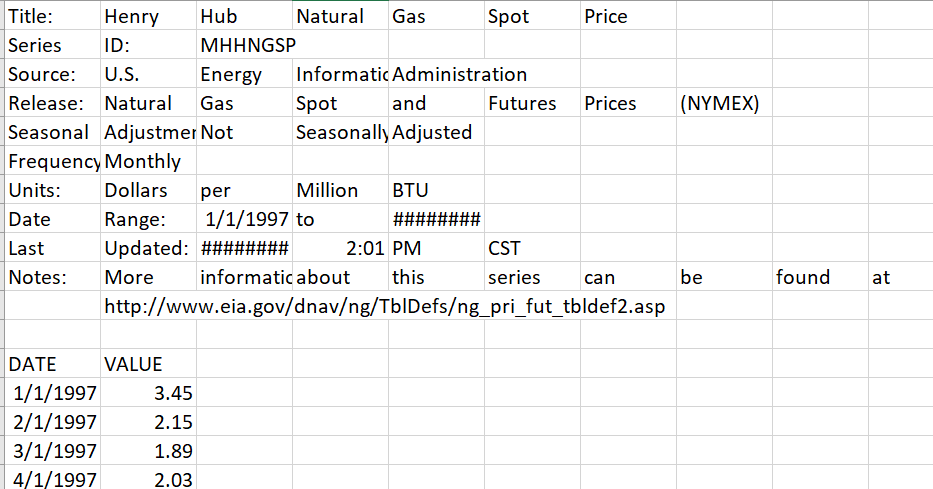 Title: Henry Hub Natural Gas Spot Price
Series ID: MHHNGSP
Source: U.S. Energy Informatic Administration
Release: Natural Gas Spot and Futures Prices (NYMEX)
Seasonal Adjustmer Not Seasonally Adjusted
Frequency Monthly
Units: Dollars per Million BTU
Date Range: 1/1/1997 to ########
Last Updated: ######## 2:01 PM CST
Notes: More informatic about this series can be found at
http://www.eia.gov/dnav/ng/TblDefs/ng_pri_fut_tbldef2.asp
DATE VALUE
1/1/1997 3.45
2/1/1997 2.15
3/1/1997 1.89
4/1/1997 2.03